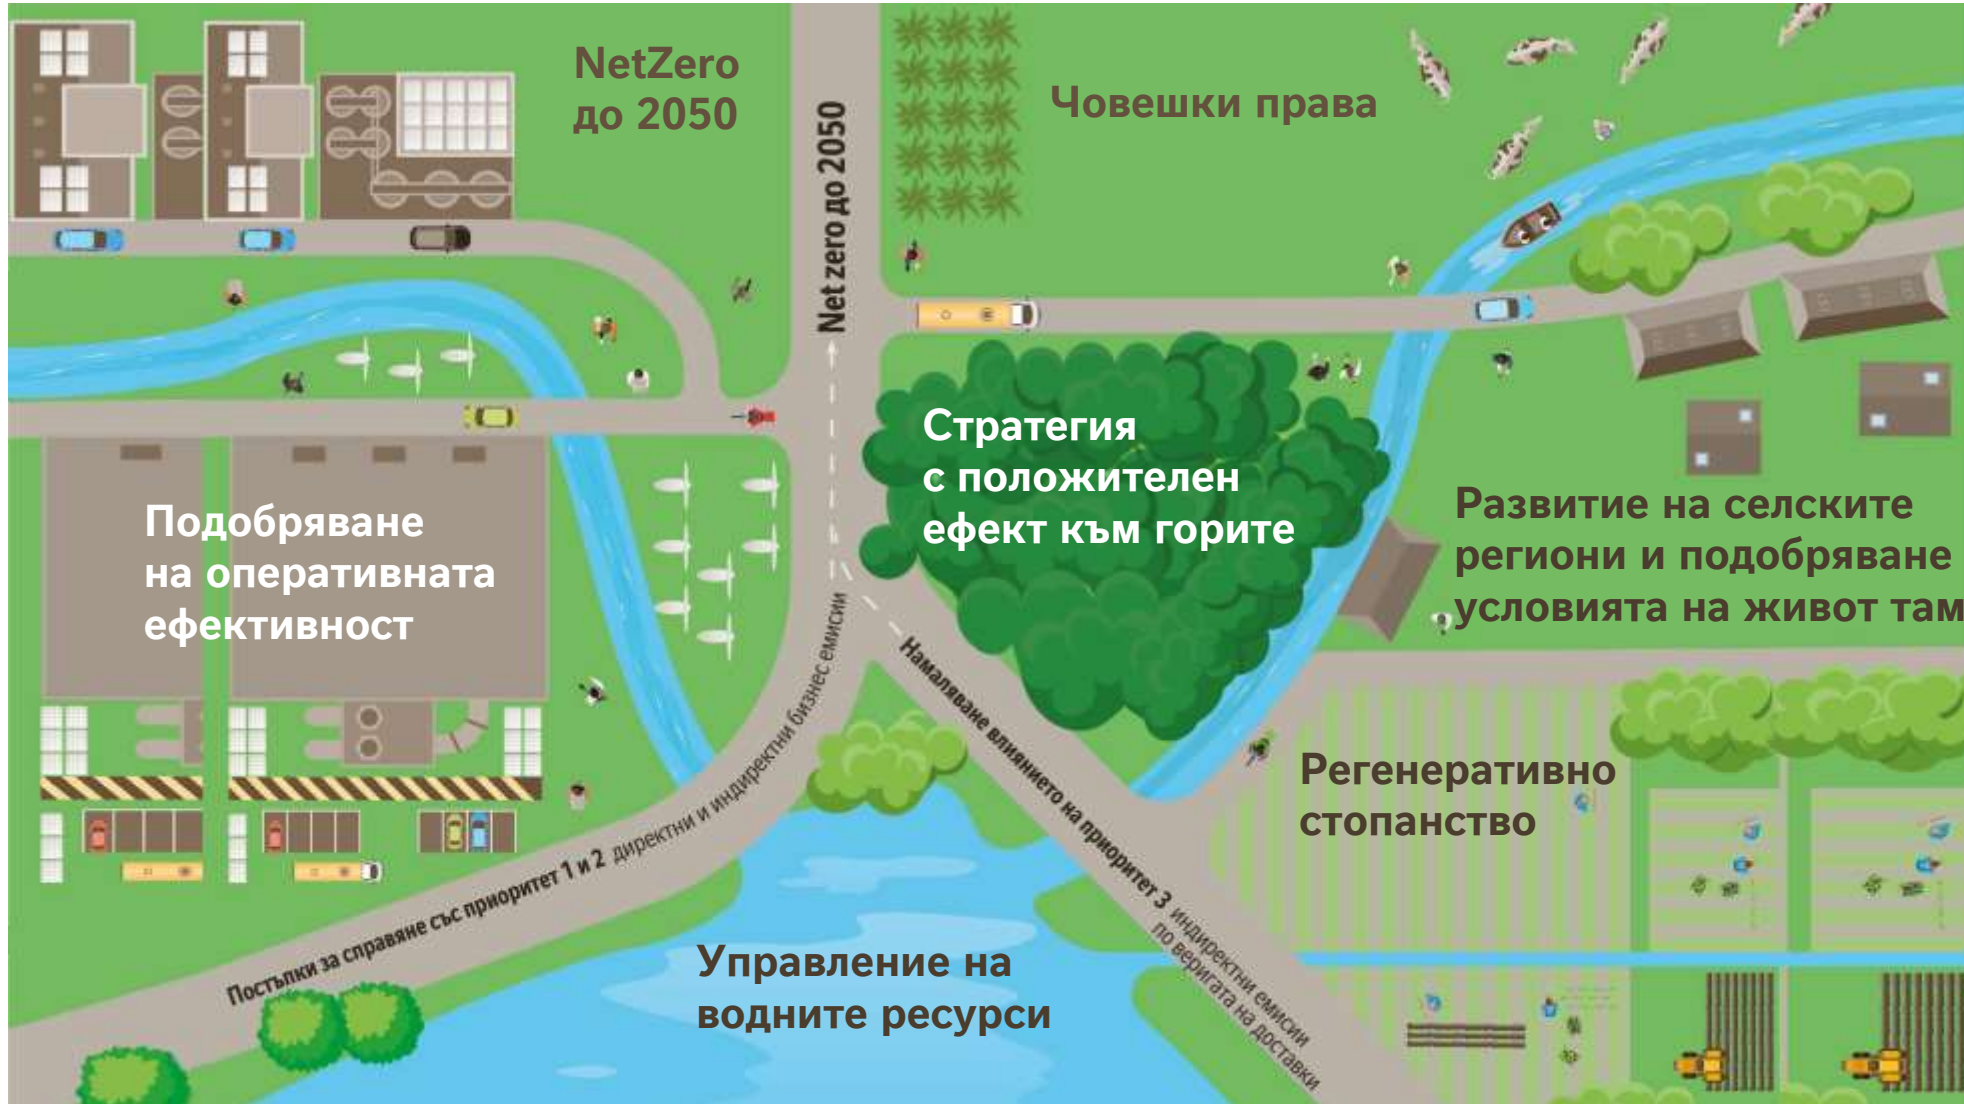 NetZero
до 2050
Човешки права
Net zero до 2050
Стратегия
с положителен
ефект към горите
Подобряване
на оперативната
ефективност
Развитие на селските
региони и подобряване
условията на живот там
Постъпки за справяне със приоритет 1 и 2 директни и индиректни бизнес емисии
Намаляване влиянието на приоритет 3 индиректни емисии
по веригата на доставки
Регенеративно
стопанство
Управление на
водните ресурси